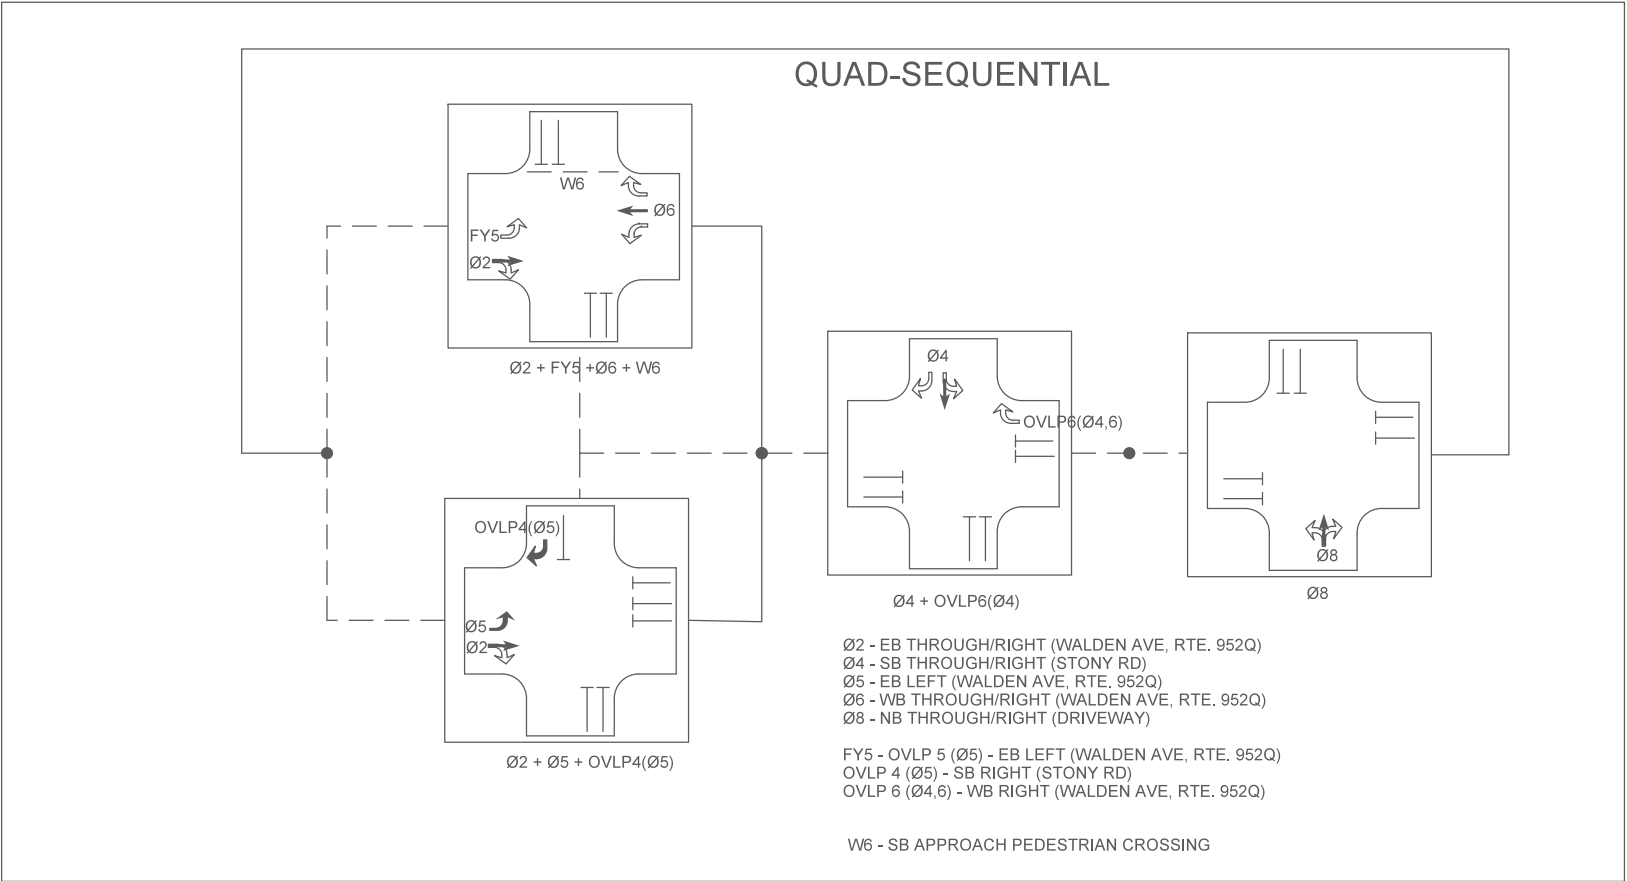 QUAD-SEQUENTIAL
W6
Ø6
FY5
Ø2
Ø2 + FY5 +Ø6 + W6
OVLP4(Ø5)
Ø5
Ø2
Ø2 + Ø5 + OVLP4(Ø5)
Ø4
OVLP6(Ø4,6)
Ø4 + OVLP6(Ø4)
Ø8
Ø8
Ø2 - EB THROUGH/RIGHT (WALDEN AVE, RTE. 952Q)
Ø4 - SB THROUGH/RIGHT (STONY RD)
Ø5 - EB LEFT (WALDEN AVE, RTE. 952Q)
Ø6 - WB THROUGH/RIGHT (WALDEN AVE, RTE. 952Q)
Ø8 - NB THROUGH/RIGHT (DRIVEWAY)
FY5 - OVLP 5 (Ø5) - EB LEFT (WALDEN AVE, RTE. 952Q)
OVLP 4 (Ø5) - SB RIGHT (STONY RD)
OVLP 6 (Ø4,6) - WB RIGHT (WALDEN AVE, RTE. 952Q)
W6 - SB APPROACH PEDESTRIAN CROSSING